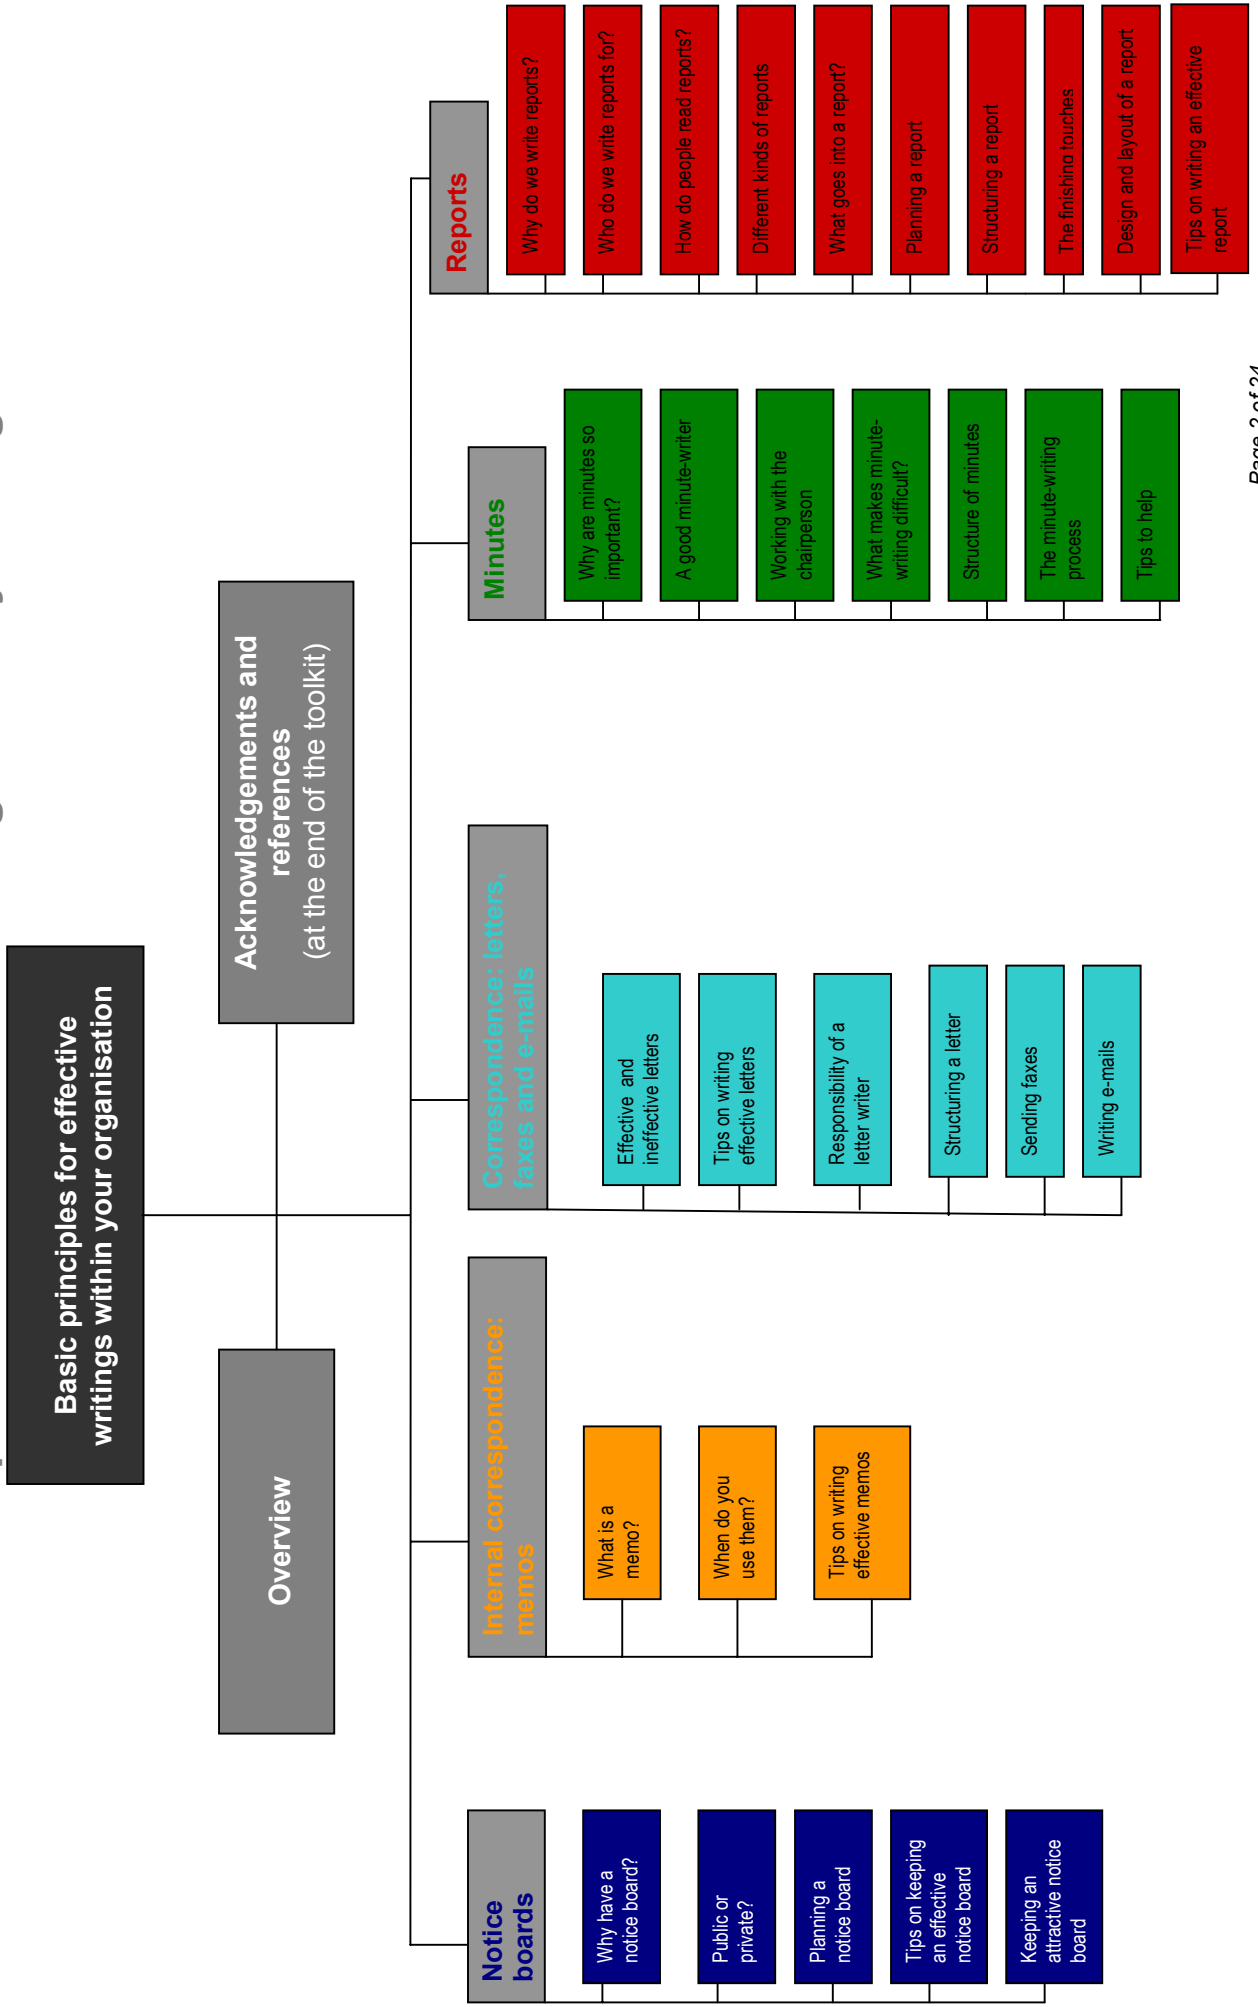 Basic principles for effective
writings within your organisation
Overview
Acknowledgements and
references
(at the end of the toolkit)
Notice
boards
Why have a
notice board?
Public or
private?
Planning a
notice board
Tips on keeping
an effective
notice board
Keeping an
attractive notice
board
Internal correspondence:
memos
What is a
memo?
When do you
use them?
Tips on writing
effective memos
Correspondence: letters,
faxes and e-mails
Effective and
ineffective letters
Tips on writing
effective letters
Responsibility of a
letter writer
Structuring a letter
Sending faxes
Writing e-mails
Minutes
Why are minutes so
important?
A good minute-writer
Working with the
chairperson
What makes minute-
writing difficult?
Structure of minutes
The minute-writing
process
Tips to help
Reports
Why do we write reports?
Who do we write reports for?
How do people read reports?
Different kinds of reports
What goes into a report?
Planning a report
Structuring a report
The finishing touches
Design and layout of a report
Tips on writing an effective
report
Page 2 of 24